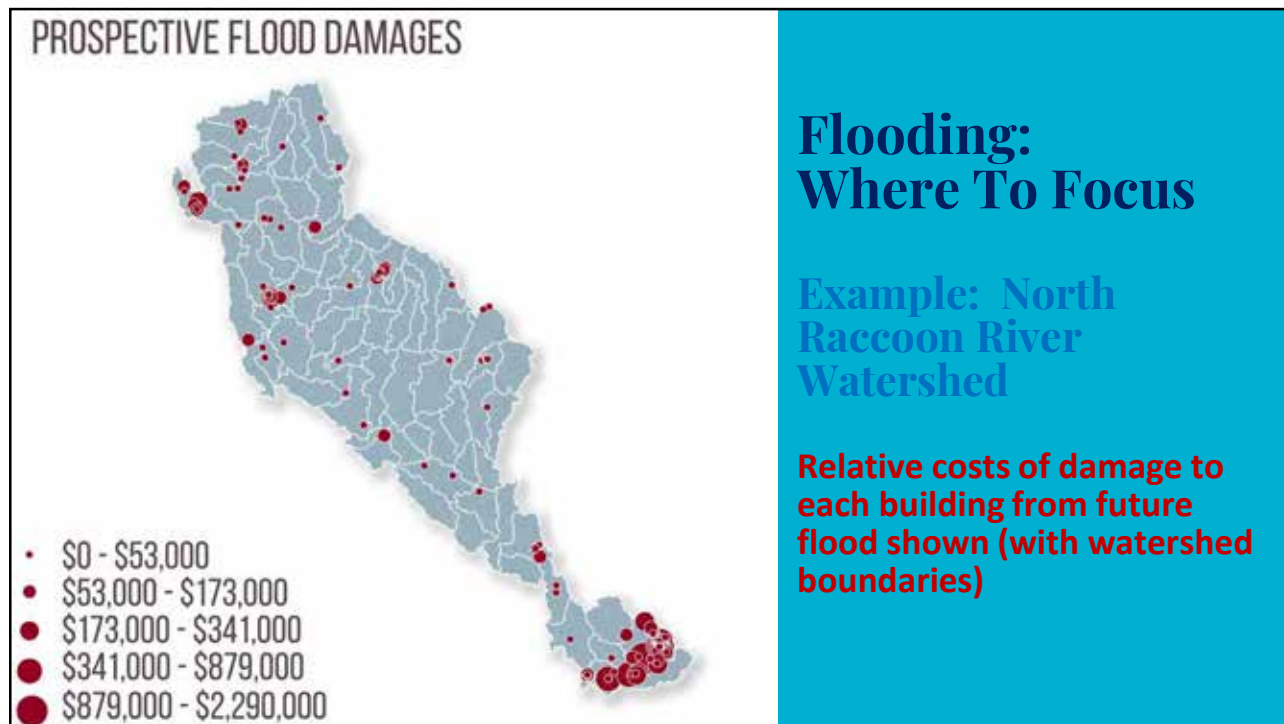 PROSPECTIVE FLOOD DAMAGES
$0 - $53,000
$53,000 - $173,000
$173,000 - $341,000
$341,000 - $879,000
$879,000 - $2,290,000
Flooding:
Where To Focus
Example: North
Raccoon River
Watershed
Relative costs of damage to
each building from future
flood shown (with watershed
boundaries)